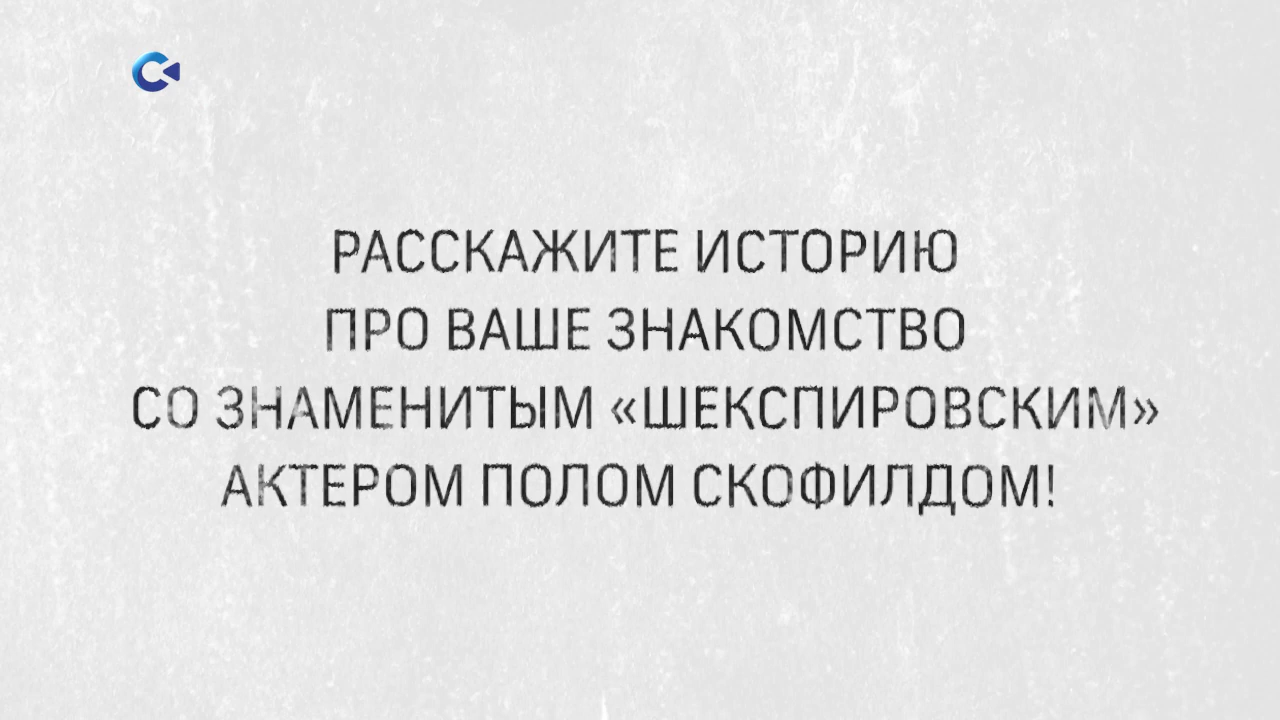 РАССКАЖИТЕ ИСТОРИЮ
ПРО ВАШЕ ЗНАКОМСТВО
СО ЗНАМЕНИТЫМ «ШЕКСПИРОВСКИМ»
АКТЕРОМ ПОЛОМ СКОФИЛДОМ!